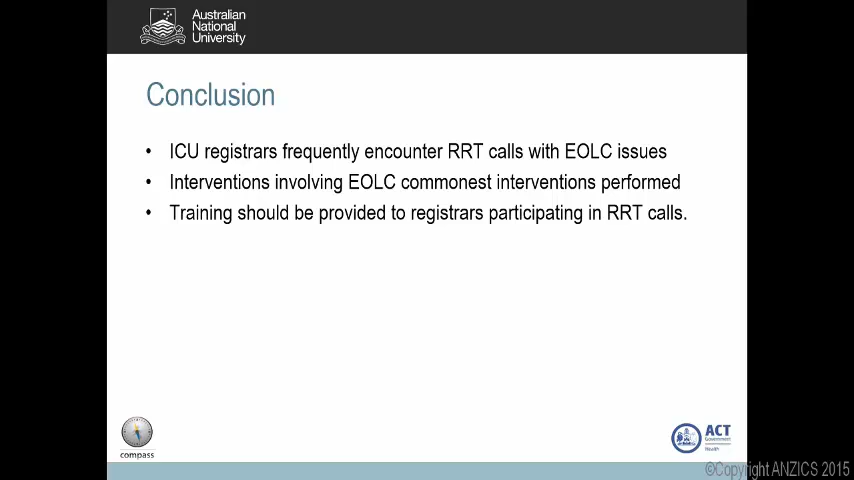 Australian
National
University
Conclusion
• ICU registrars frequently encounter RRT calls with EOLC issues
• Interventions involving EOLC commonest interventions performed
• Training should be provided to registrars participating in RRT calls.
compass
ACT
Government
Health
©Copyright ANZICS 2015